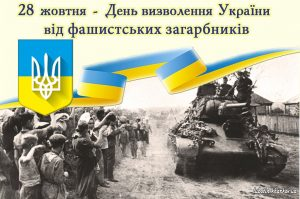 28 жовтня - День визволення України
від фашистських загарбників